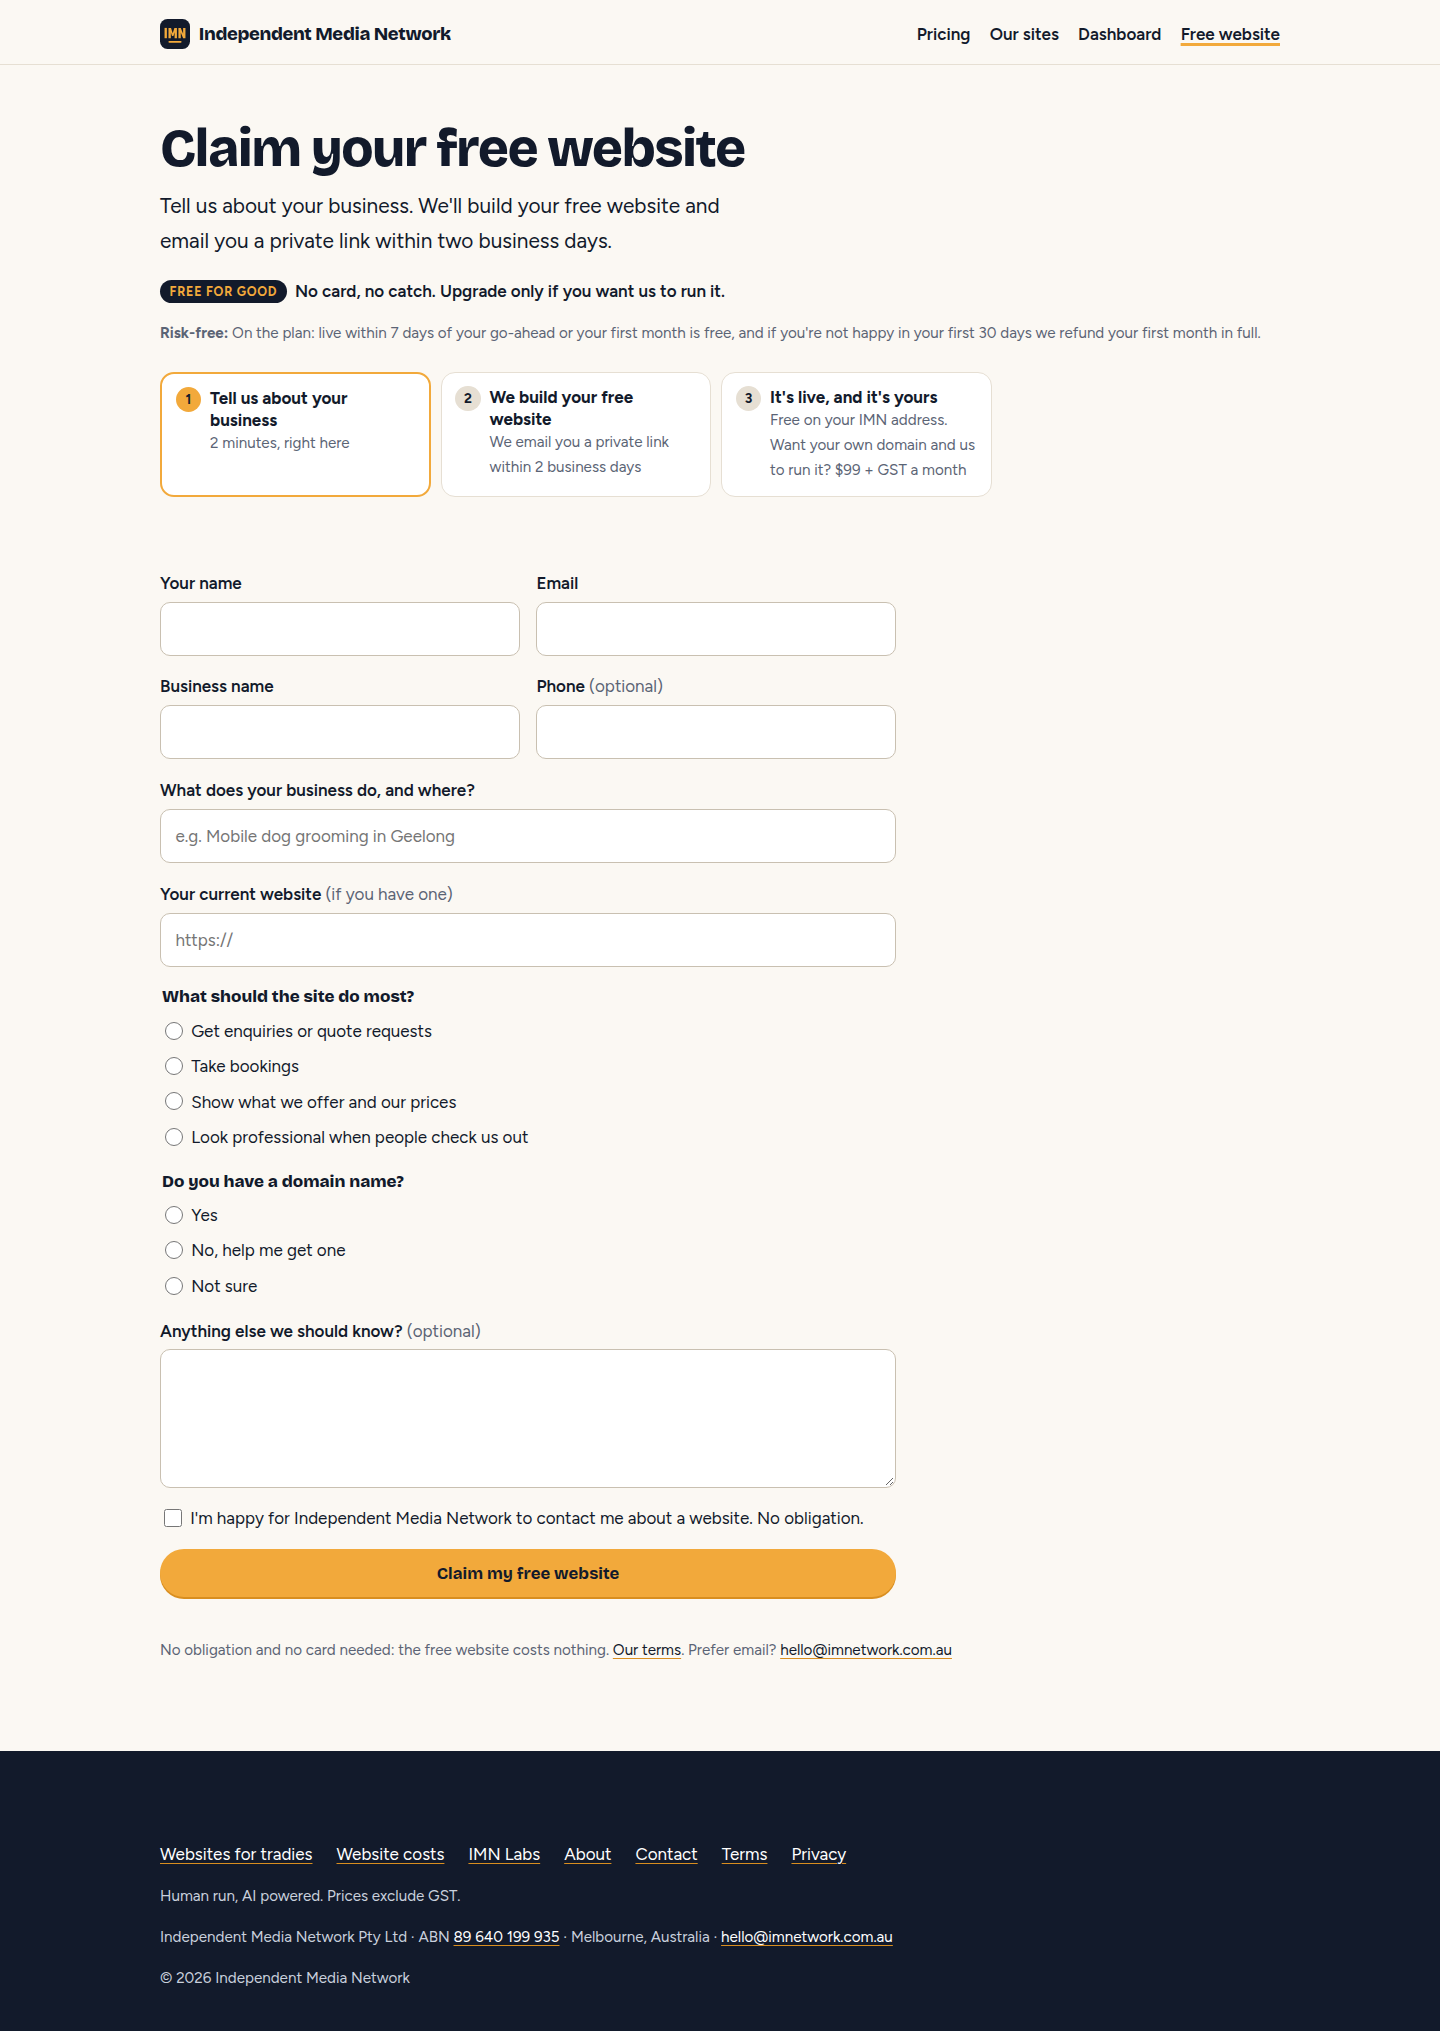 IMN Independent Media Network
Pricing Our sites Dashboard Free website
Claim your free website
Tell us about your business. We'll build your free website and
email you a private link within two business days.
FREE FOR GOOD No card, no catch. Upgrade only if you want us to run it.
Risk-free: On the plan: live within 7 days of your go-ahead or your first month is free, and if you're not happy in your first 30 days we refund your first month in full.
1 Tell us about your
business
2 minutes, right here
2 We build your free
website
We email you a private link
within 2 business days
3 It's live, and it's yours
Free on your IMN address.
Want your own domain and us
to run it? $99 + GST a month
Your name
Email
Business name
Phone (optional)
What does your business do, and where?
e.g. Mobile dog grooming in Geelong
Your current website (if you have one)
https://
What should the site do most?
Get enquiries or quote requests
Take bookings
Show what we offer and our prices
Look professional when people check us out
Do you have a domain name?
Yes
No, help me get one
Not sure
Anything else we should know? (optional)
I'm happy for Independent Media Network to contact me about a website. No obligation.
Claim my free website
No obligation and no card needed: the free website costs nothing. Our terms. Prefer email? hello@imnetwork.com.au
Websites for tradies Website costs IMN Labs About Contact Terms Privacy
Human run, AI powered. Prices exclude GST.
Independent Media Network Pty Ltd · ABN 89 640 199 935 · Melbourne, Australia · hello@imnetwork.com.au
© 2026 Independent Media Network